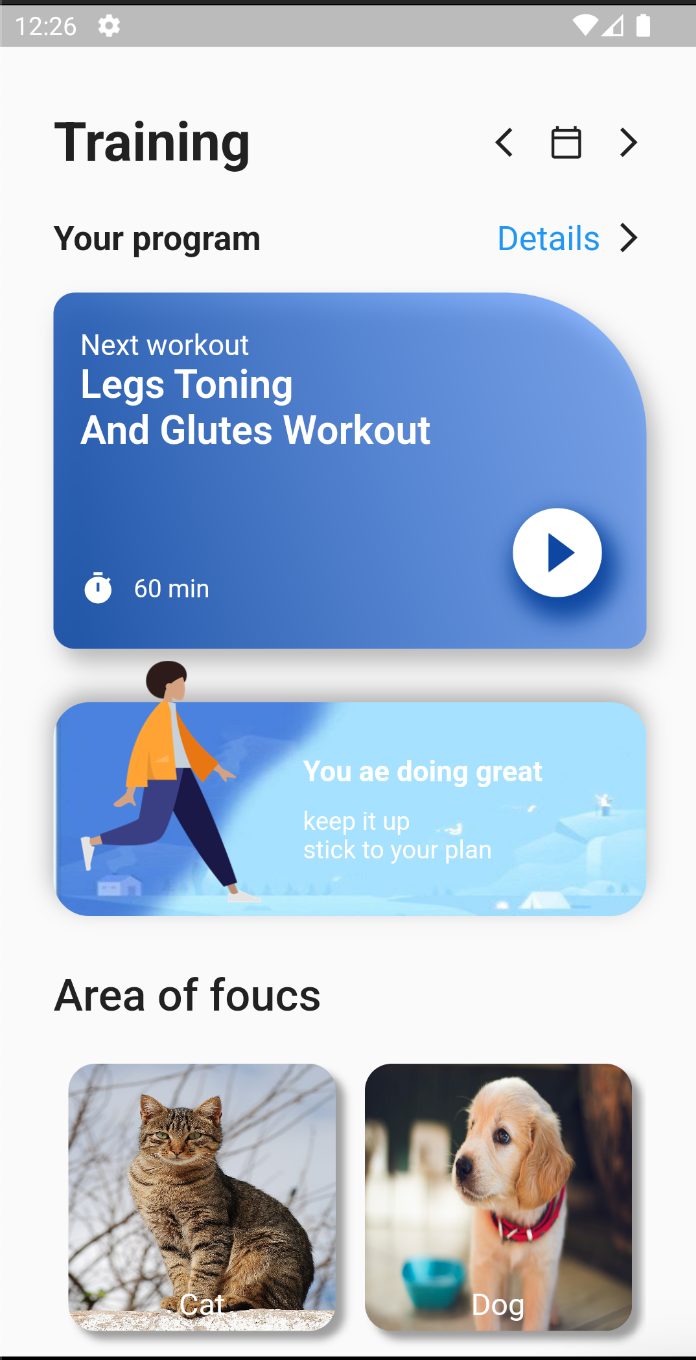 12:26
Training
Your program
Details
Next workout
Legs Toning
And Glutes Workout
60 min
You ae doing great
keep it up
stick to your plan
Area of foucs
Cat
Dog